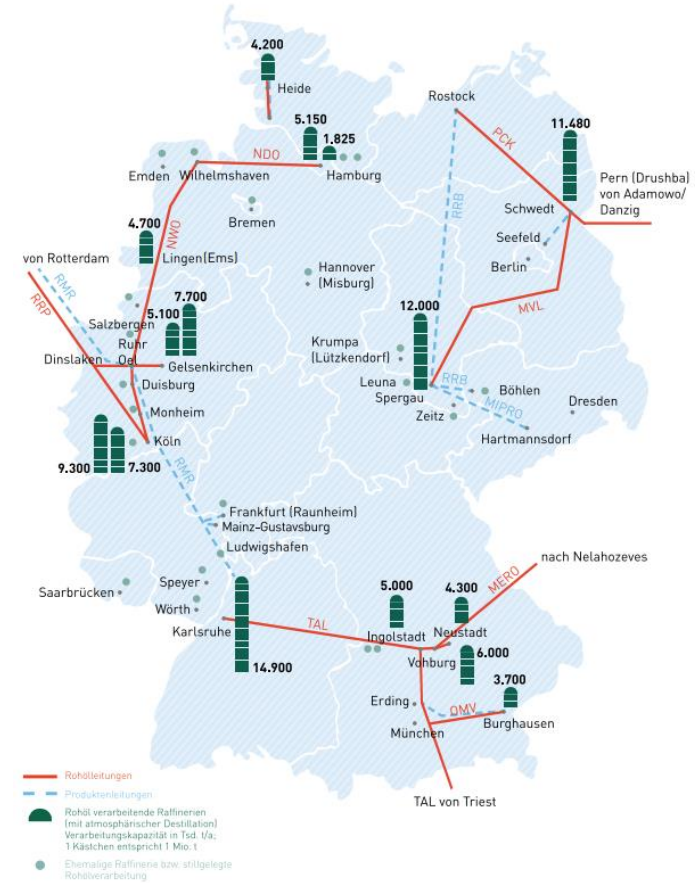 4.200
Heide
Rostock
11.480
5.150
1.825
PCK
NDO
Emden
Wilhelmshaven
Hamburg
Pern (Drushba)
von Adamowo/
Danzig
RRB
Schwedt
Bremen
4.700
NWO
Seefeld
Lingen(Ems)
Berlin
von Rotterdam
RMR
RRP
Hannover
(Misburg)
7.700
5.100
12.000
MVL
Salzbergen
Ruhr
Oel
Krumpa
(Lützkendorf)
Dinslaken
Gelsenkirchen
Duisburg
Leuna
Spergau
RRB
Böhlen
MIPRO
Dresden
Monheim
Zeitz
Köln
Hartmannsdorf
9.300
7.300
RMR
Frankfurt (Raunheim)
Mainz-Gustavsburg
Ludwigshafen
nach Nelahozeves
Speyer
Saarbrücken
5.000
4.300
MERO
Wörth
Karlsruhe
TAL
Ingolstadt
Neustadt
Vohburg
6.000
14.900
3.700
Erding
OMV
Burghausen
München
TAL von Triest
Rohölleitungen
Produktenleitungen
Rohöl verarbeitende Raffinerien
(mit atmosphärischer Destillation)
Verarbeitungskapazität in Tsd. t/a;
1 Kästchen entspricht 1 Mio. t
Ehemalige Raffinerie bzw. stillgelegte
Rohölverarbeitung